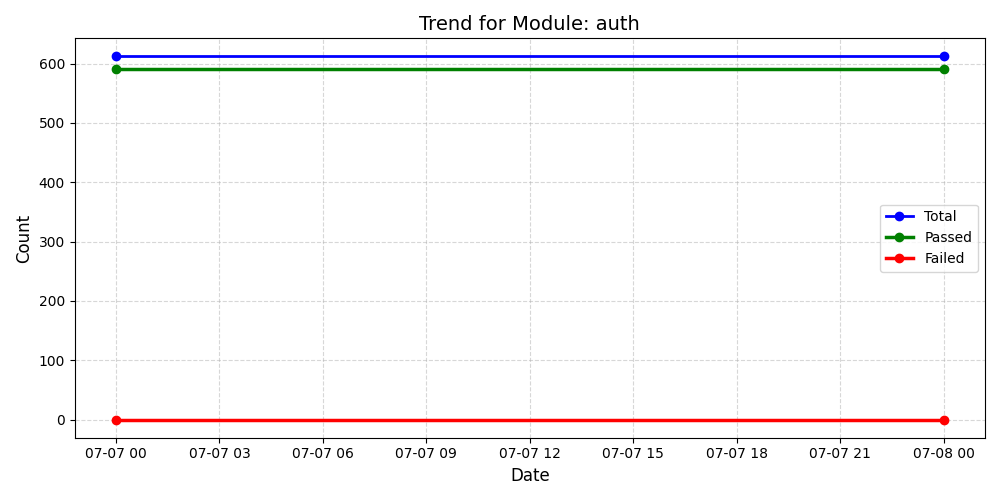 Trend for Module: auth
600
500
400
300
200
100
0
Count
Total
Passed
Failed
07-07 00 07-07 03 07-07 06 07-07 09 07-07 12 07-07 15 07-07 18 07-07 21 07-08 00
Date